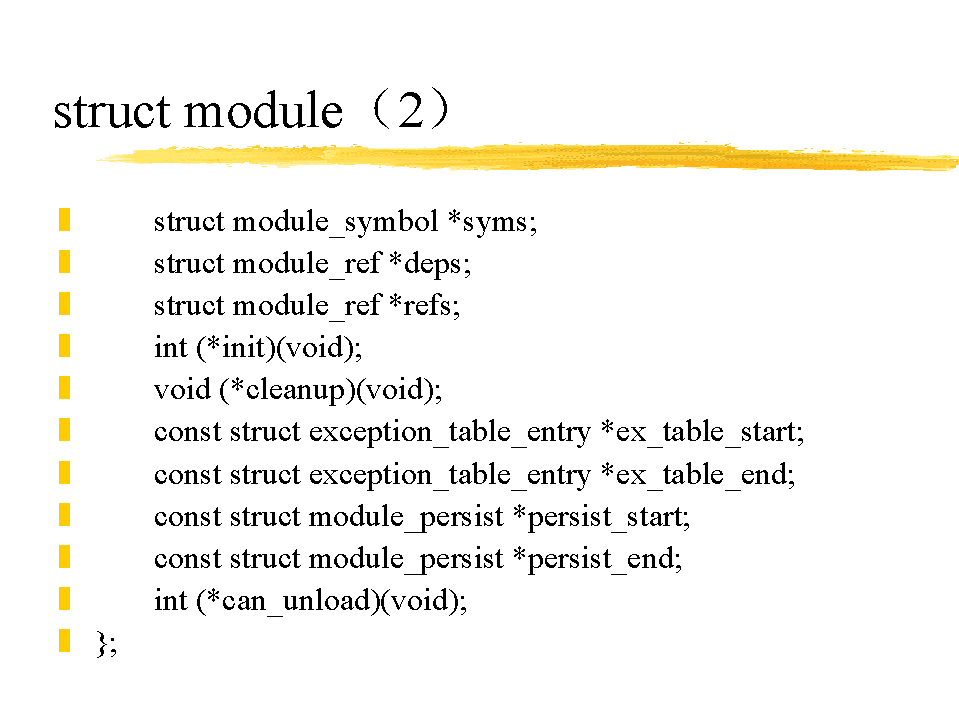 struct module（2）
struct module_symbol *syms;
struct module_ref *deps;
struct module_ref *refs;
int (*init)(void);
void (*cleanup)(void);
const struct exception_table_entry *ex_table_start;
const struct exception_table_entry *ex_table_end;
const struct module_persist *persist_start;
const struct module_persist *persist_end;
int (*can_unload)(void);
};